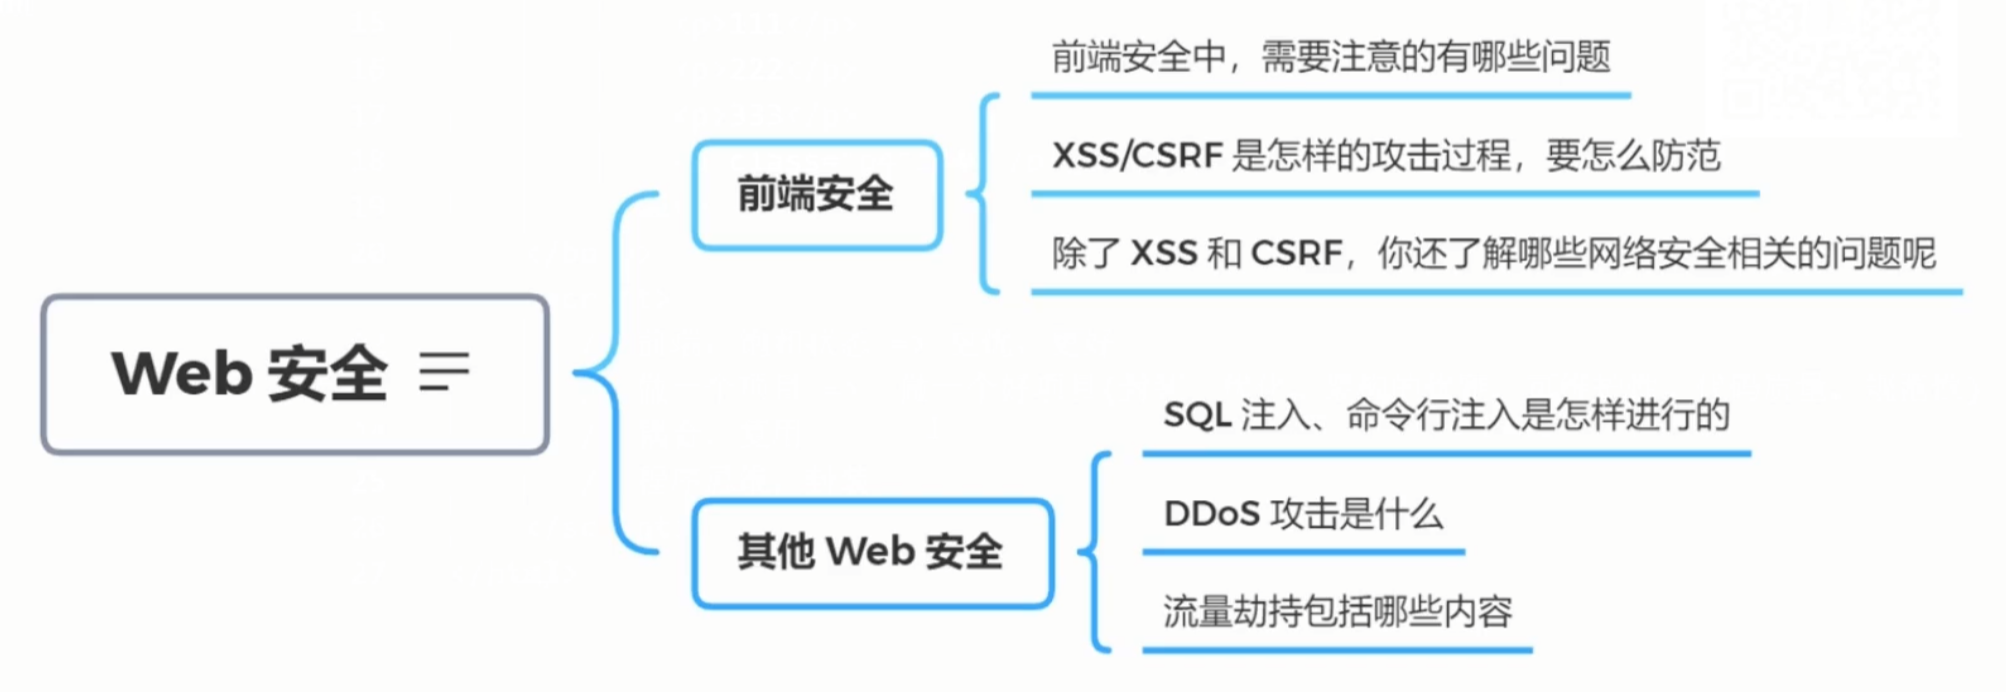 前端安全中，需要注意的有哪些问题
XSS/CSRF 是怎样的攻击过程，要怎么防范
前端安全
除了 XSS 和 CSRF，你还了解哪些网络安全相关的问题呢
Web 安全
SQL 注入、命令行注入是怎样进行的
DDoS 攻击是什么
其他 Web 安全
流量劫持包括哪些内容